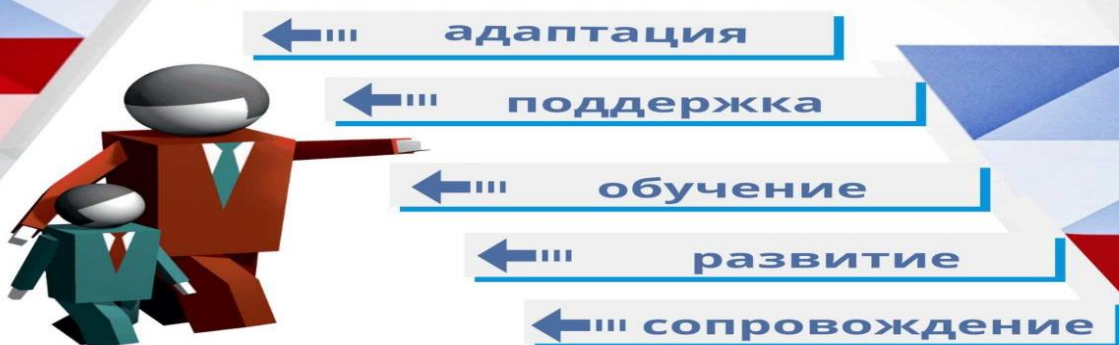 адаптация
поддержка
обучение
развитие
сопровождение